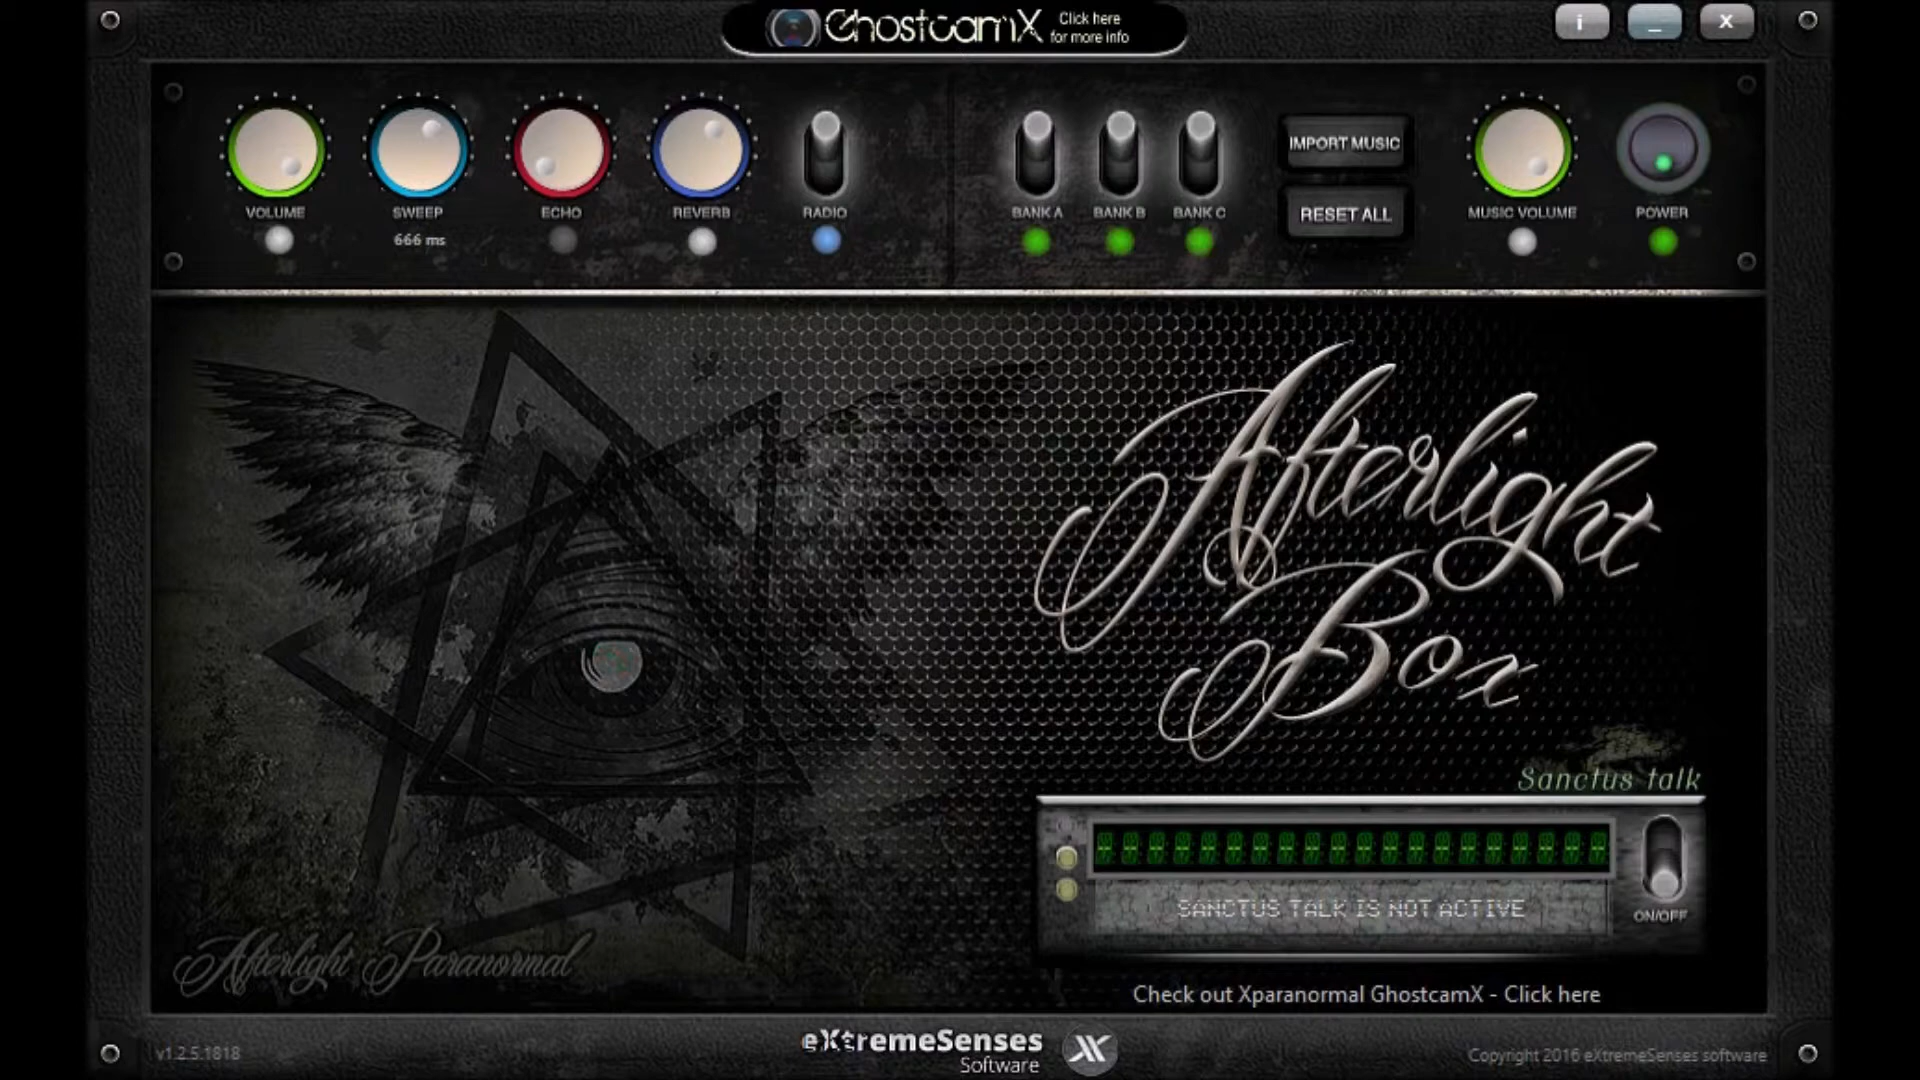 GhostcamX
Click here
for more info
i
_
X
VOLUME
SWEEP
ECHO
REVERB
RADIO
BANK A
BANK B
BANK C
IMPORT MUSIC
RESET ALL
MUSIC VOLUME
POWER
666 ms
Afterlight
Box
Sanctus talk
SANCTUS TALK IS NOT ACTIVE
ON/OFF
Afterlight Paranormal
Check out Xparanormal GhostcamX - Click here
v1.2.5.1818
eXtremeSenses
Software
Copyright 2016 eXtremeSenses software